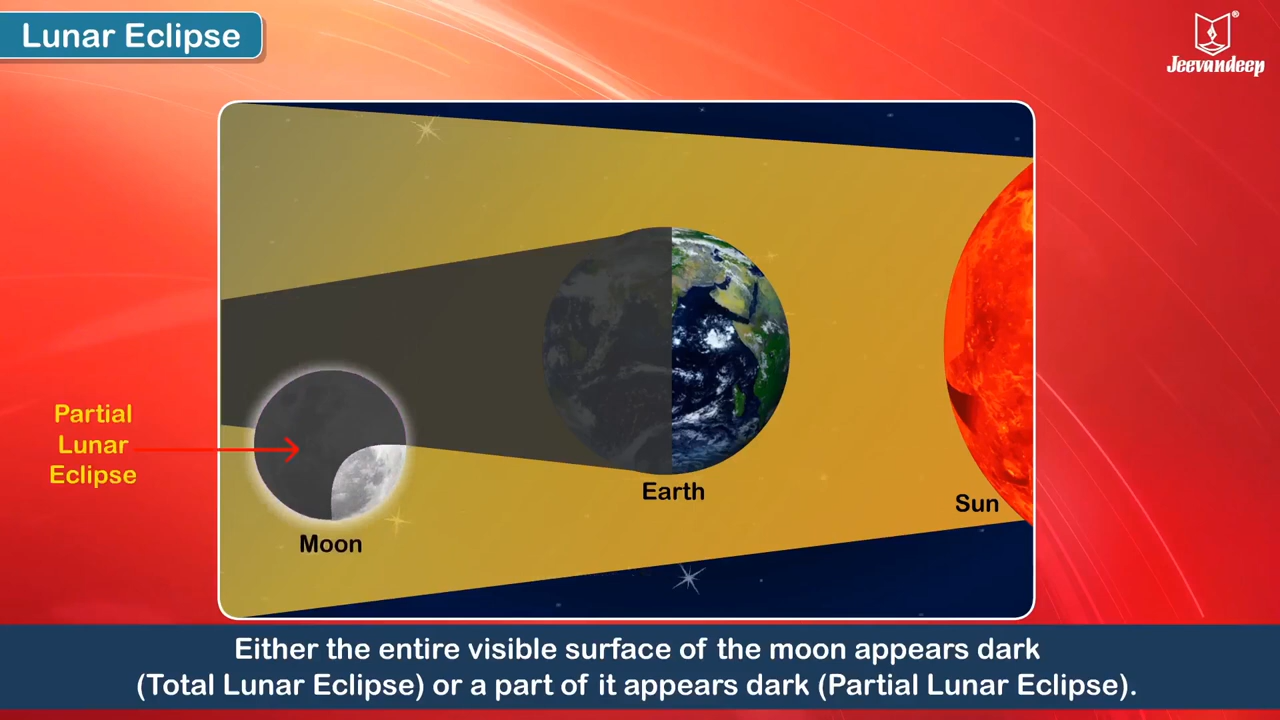 Lunar Eclipse
®
Jeevandeep
Partial
Lunar
Eclipse
Earth
Sun
Moon
Either the entire visible surface of the moon appears dark
(Total Lunar Eclipse) or a part of it appears dark (Partial Lunar Eclipse).